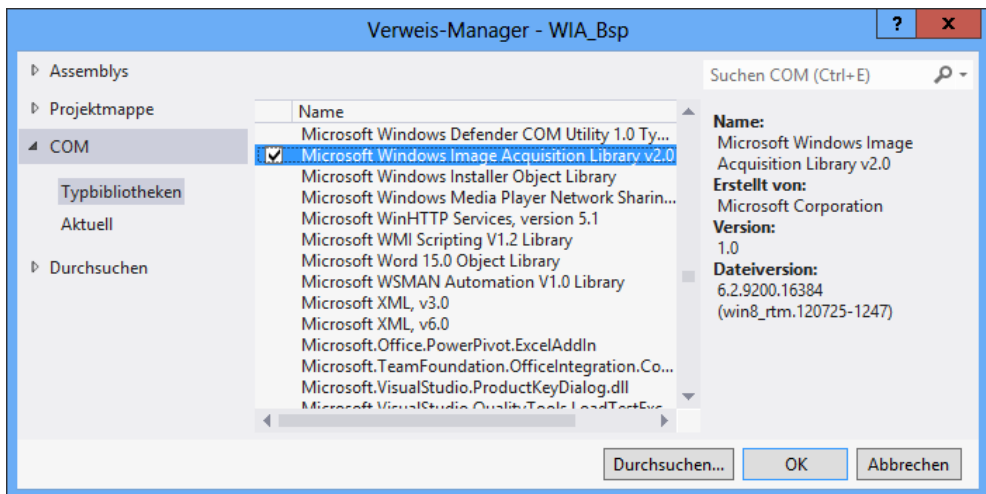 Verweis-Manager - WIA_Bsp
?
x
Assemblys
Projektmappe
COM
Typbibliotheken
Aktuell
Durchsuchen
Name
Microsoft Windows Defender COM Utility 1.0 Ty...
Microsoft Windows Image Acquisition Library v2.0
Microsoft Windows Installer Object Library
Microsoft Windows Media Player Network Sharin...
Microsoft WinHTTP Services, version 5.1
Microsoft WMI Scripting V1.2 Library
Microsoft Word 15.0 Object Library
Microsoft WSMAN Automation V1.0 Library
Microsoft XML, v3.0
Microsoft XML, v6.0
Microsoft.Office.PowerPivot.ExcelAddIn
Microsoft.TeamFoundation.OfficeIntegration.Co...
Microsoft.VisualStudio.ProductKeyDialog.dll
Microsoft.VisualStudio.QualityTools.LoadTestExc...
Suchen COM (Ctrl+E)
Name:
Microsoft Windows Image
Acquisition Library v2.0
Erstellt von:
Microsoft Corporation
Version:
1.0
Dateiversion:
6.2.9200.16384
(win8_rtm.120725-1247)
Durchsuchen...
OK
Abbrechen